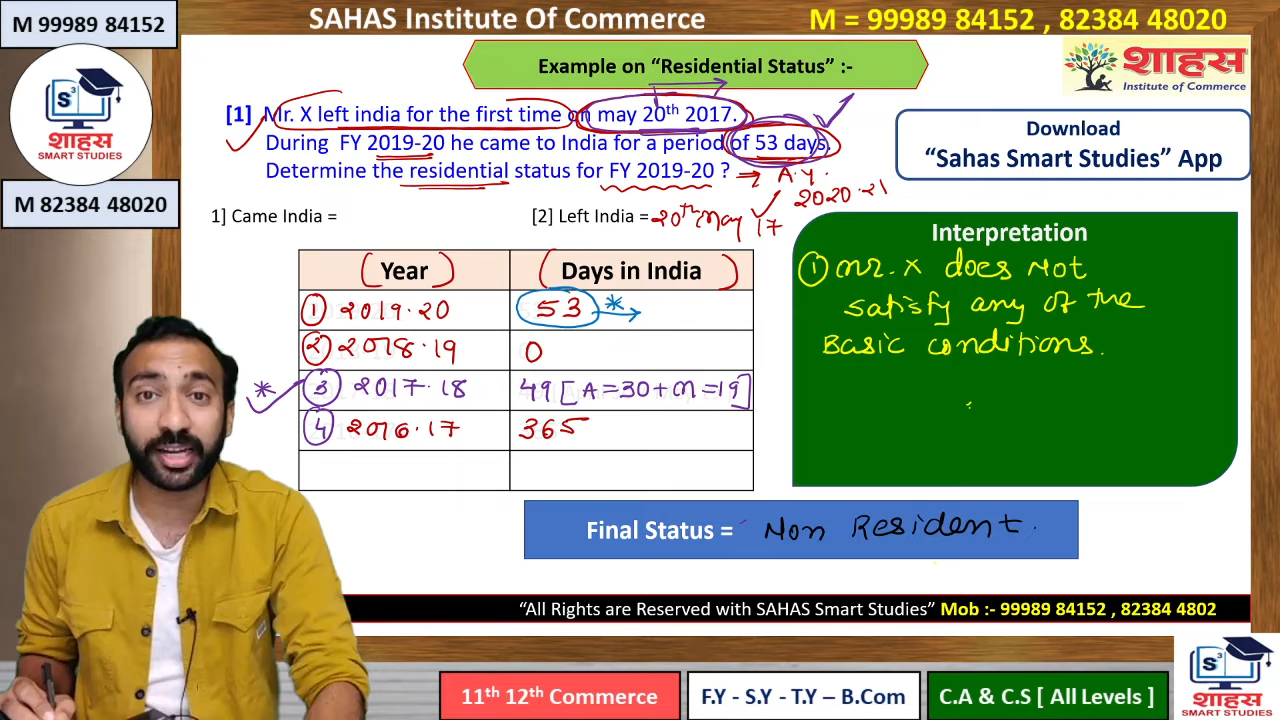 M 99989 84152
SAHAS Institute Of Commerce
M = 99989 84152 , 82384 48020
S³
शाहस
SMART STUDIES
M 82384 48020
Example on “Residential Status” :-
शाहस
Institute of Commerce
[1] Mr. X left india for the first time on may 20th 2017.
During FY 2019-20 he came to India for a period of 53 days.
Determine the residential status for FY 2019-20 ? → A.Y.
2020-21
Download
“Sahas Smart Studies” App
1] Came India =
[2] Left India = 20th May 17
Year
Days in India
① 2019-20
53 *
② 2018-19
0
* ③ 2017-18
49 [A=30+M=19]
④ 2016-17
365
Interpretation
① Mr. X does Not
satisfy any of the
Basic conditions.
Final Status = Non Resident.
“All Rights are Reserved with SAHAS Smart Studies” Mob :- 99989 84152 , 82384 4802
11th 12th Commerce
F.Y - S.Y - T.Y – B.Com
C.A & C.S [ All Levels ]
S³
शाहस
SMART STUDIES